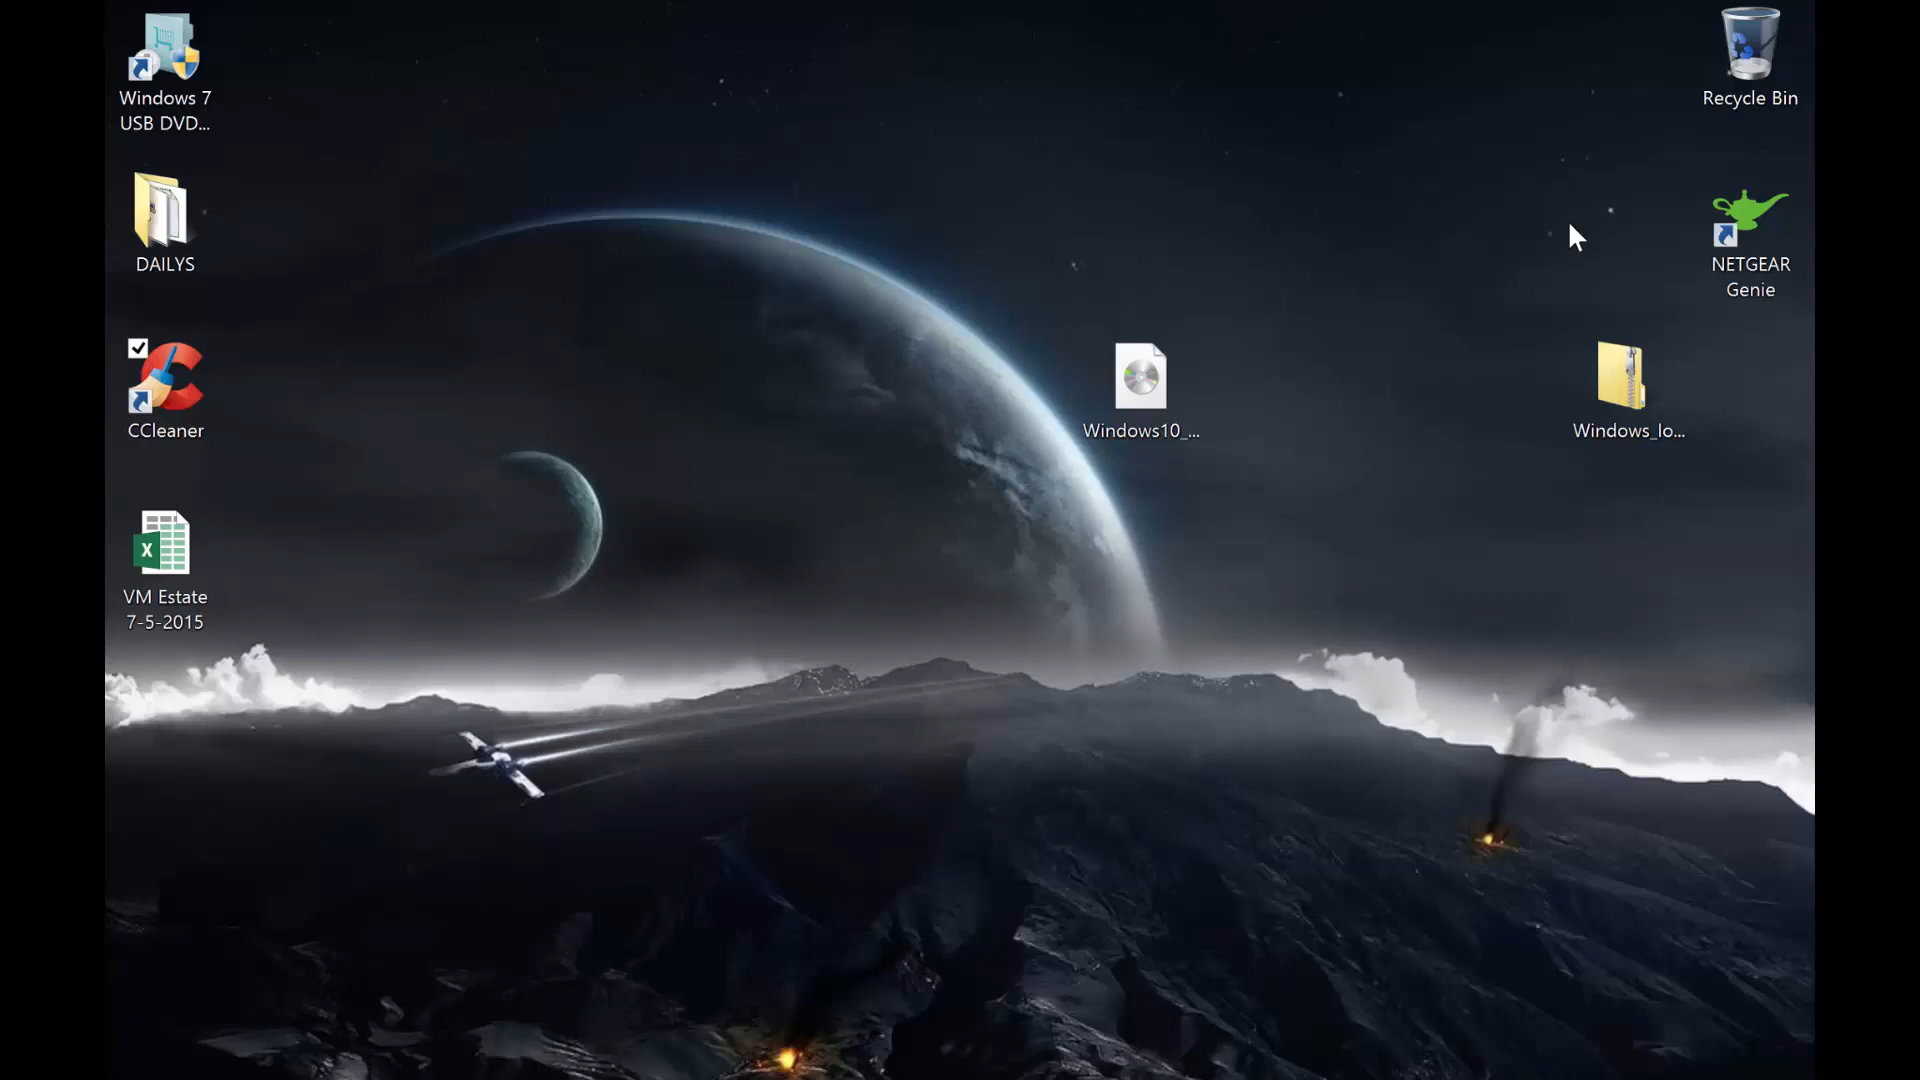 Windows 7
USB DVD...
Recycle Bin
DAILYS
NETGEAR
Genie
CCleaner
Windows10_...
Windows_lo...
VM Estate
7-5-2015